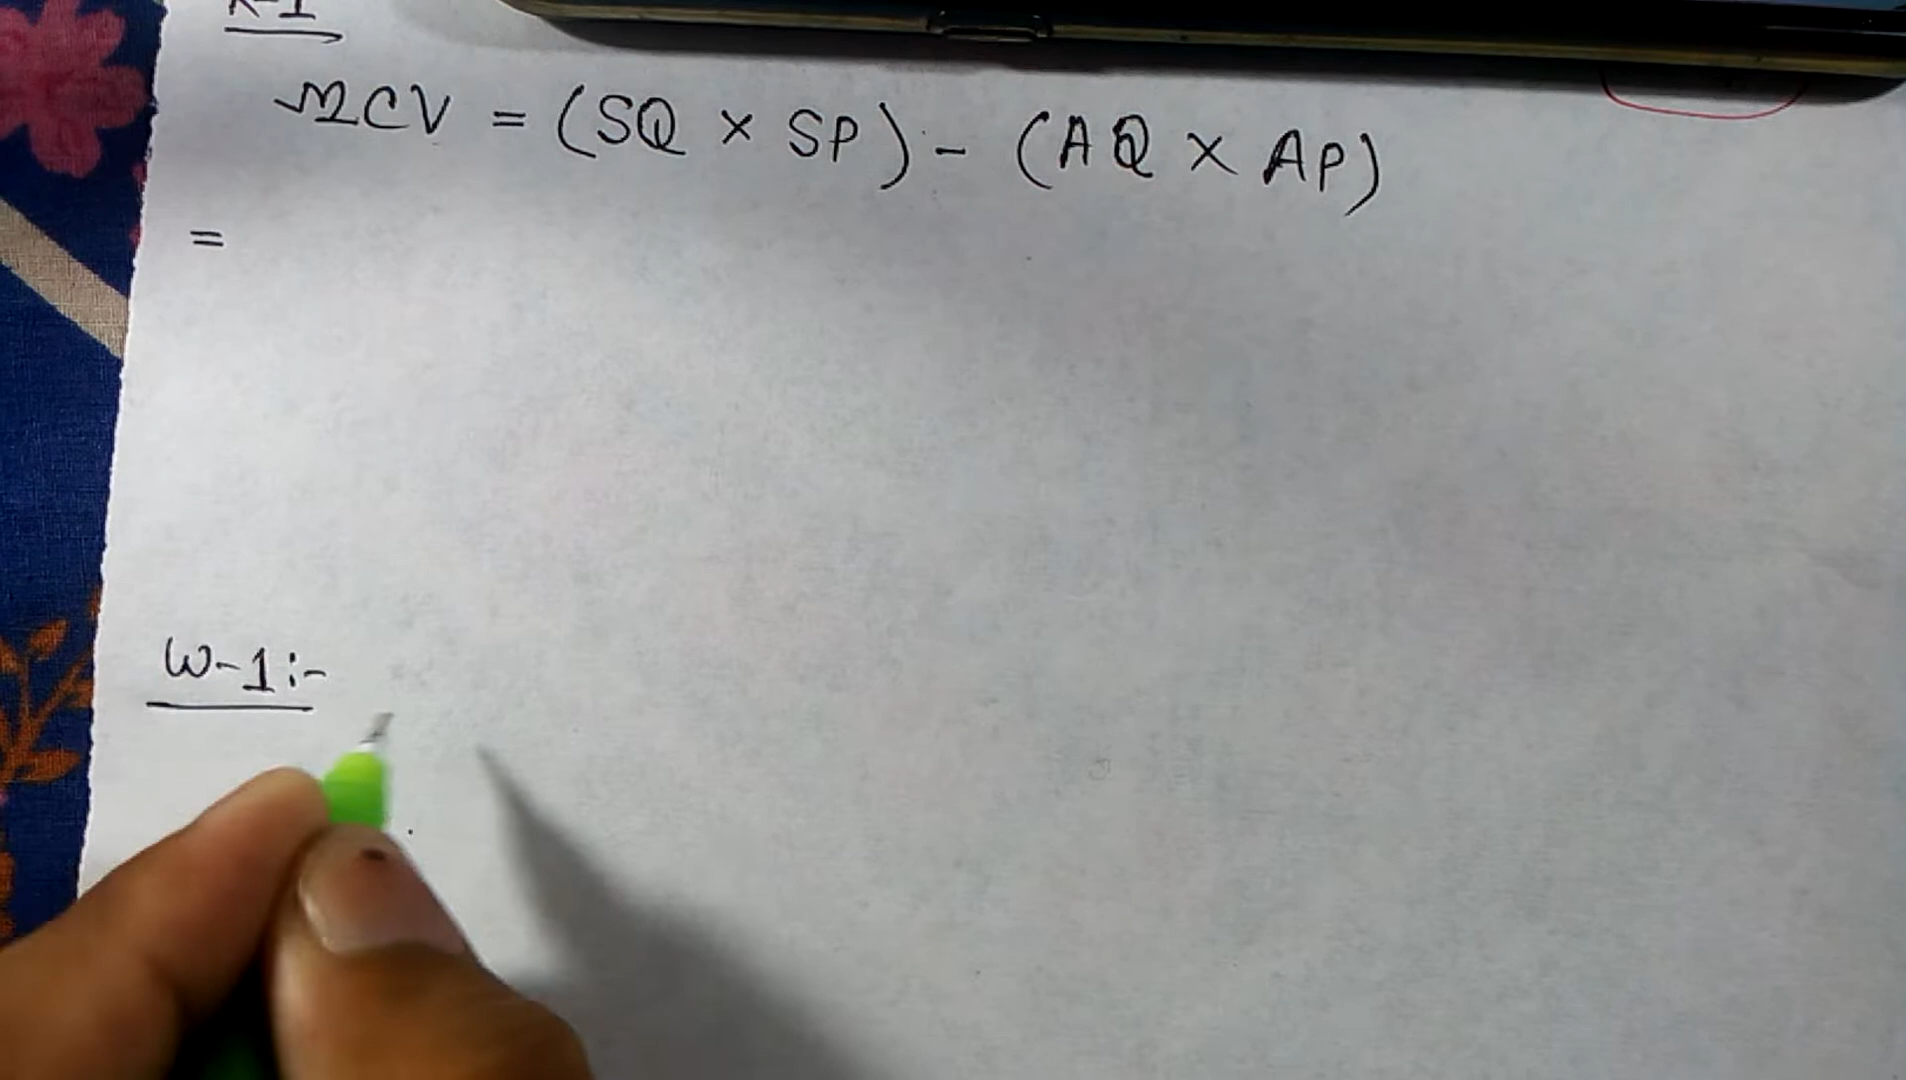 MCV = (SQ × SP) - (AQ × AP)
=
W-1:-